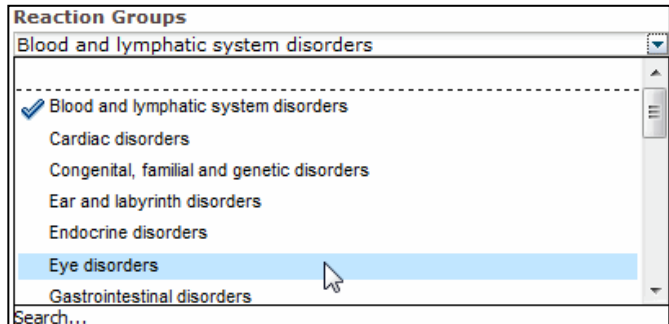 Reaction Groups
Blood and lymphatic system disorders
Blood and lymphatic system disorders
Cardiac disorders
Congenital, familial and genetic disorders
Ear and labyrinth disorders
Endocrine disorders
Eye disorders
Gastrointestinal disorders
Search...